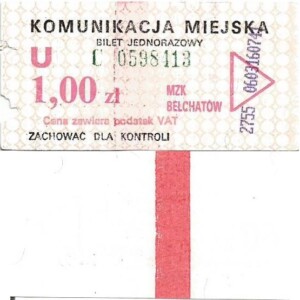 KOMUNIKACJA MIEJSKA
BILET JEDNORAZOWY
U
C 0598113
1,00 zł
MZK
BEŁCHATÓW
Cena zawiera podatek VAT
ZACHOWAĆ DLA KONTROLI
2755